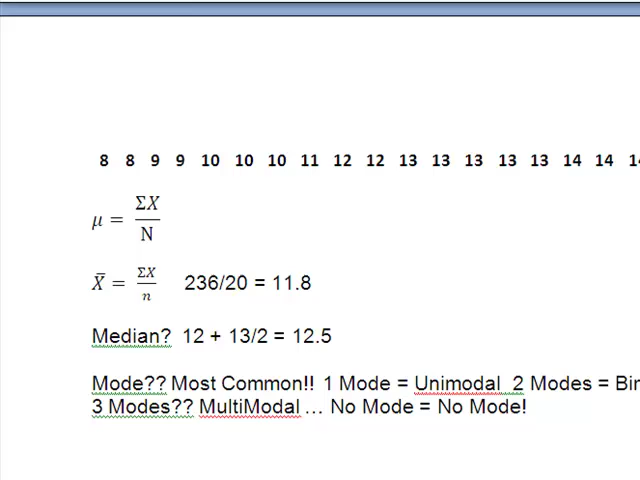 8 8 9 9 10 10 10 11 12 12 13 13 13 13 13 14 14
μ = ΣX / N
X̄ = ΣX / n 236/20 = 11.8
Median? 12 + 13/2 = 12.5
Mode?? Most Common!! 1 Mode = Unimodal 2 Modes =
3 Modes?? MultiModal … No Mode = No Mode!